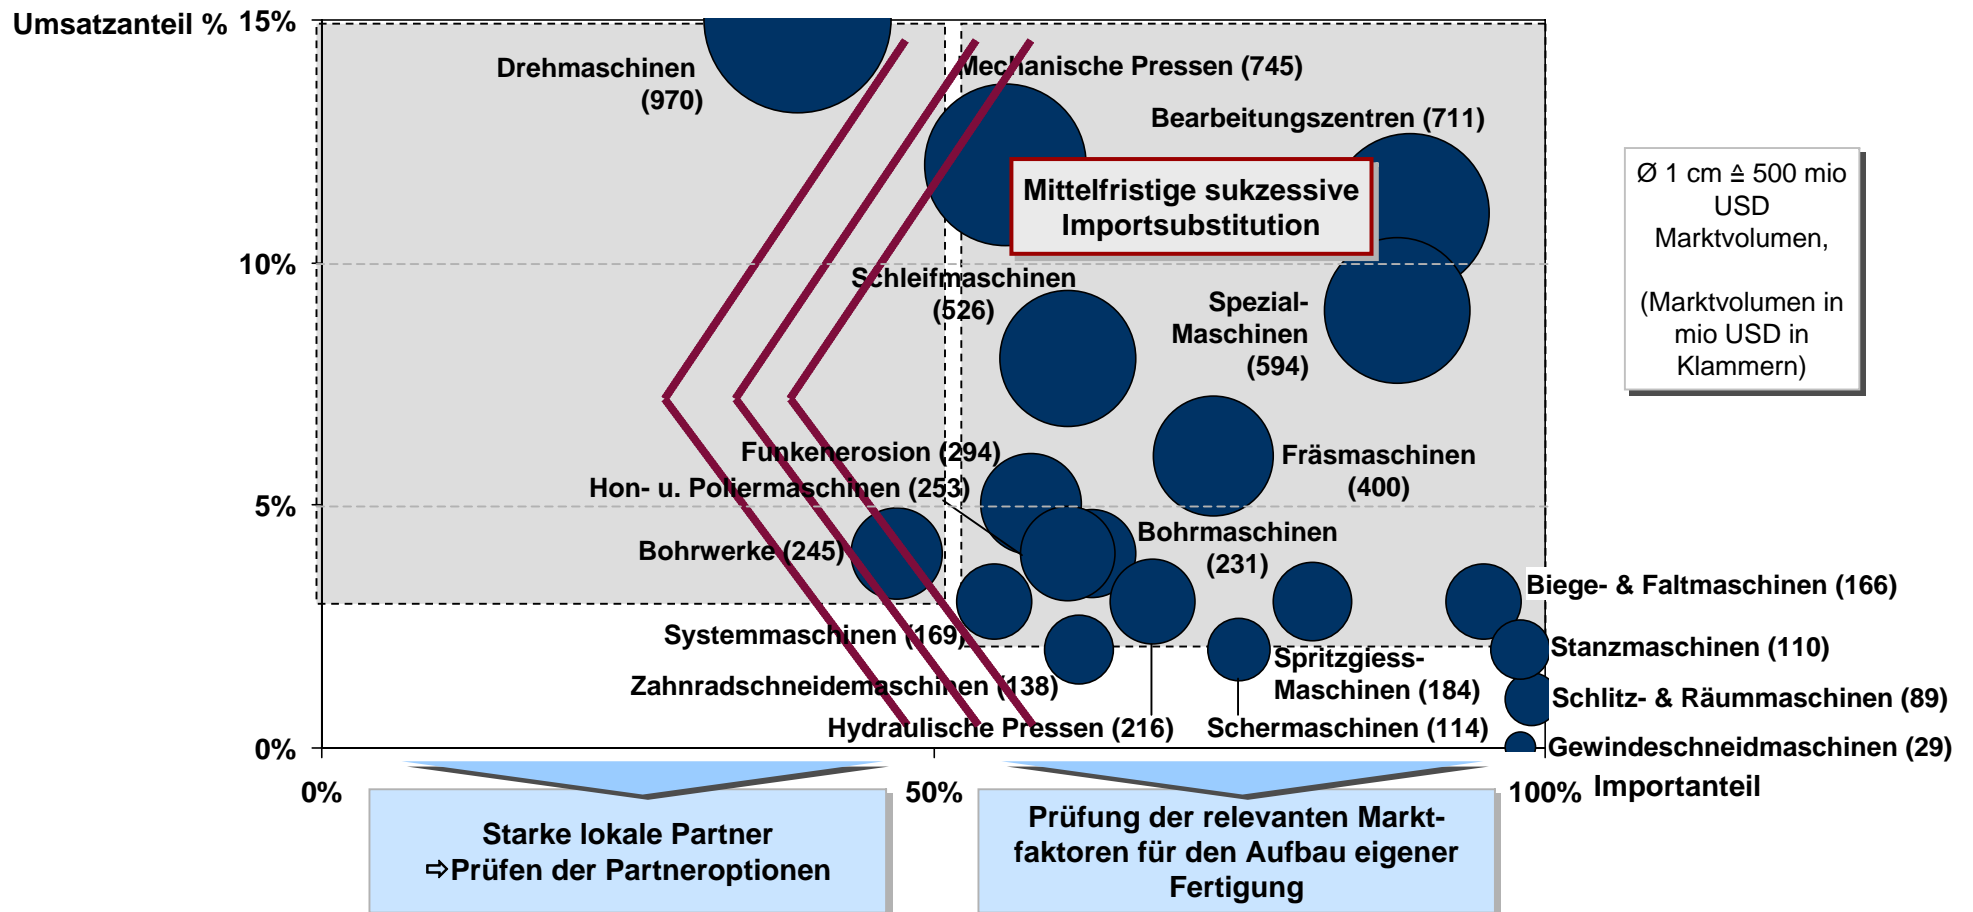 Umsatzanteil %
15%
Drehmaschinen
(970)
Mechanische Pressen (745)
Bearbeitungszentren (711)
Mittelfristige sukzessive
Importsubstitution
Ø 1 cm ≙ 500 mio
USD
Marktvolumen,
(Marktvolumen in
mio USD in
Klammern)
10%
Schleifmaschinen
(526)
Spezial-
Maschinen
(594)
Funkenerosion (294)
Hon- u. Poliermaschinen (253)
Fräsmaschinen
(400)
5%
Bohrwerke (245)
Bohrmaschinen
(231)
Biege- & Faltmaschinen (166)
Systemmaschinen (169)
Stanzmaschinen (110)
Zahnradschneidemaschinen (138)
Spritzgiess-
Maschinen (184)
Schlitz- & Räummaschinen (89)
Hydraulische Pressen (216)
Schermaschinen (114)
0%
Gewindeschneidmaschinen (29)
0%
50%
100%
Importanteil
Starke lokale Partner
⇨Prüfen der Partneroptionen
Prüfung der relevanten Markt-
faktoren für den Aufbau eigener
Fertigung